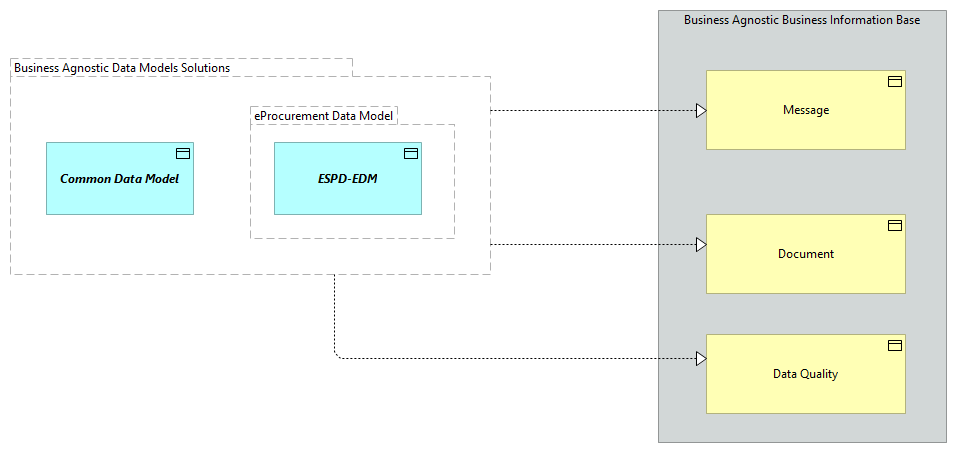 Business Agnostic Business Information Base
Business Agnostic Data Models Solutions
eProcurement Data Model
Common Data Model
ESPD-EDM
Message
Document
Data Quality